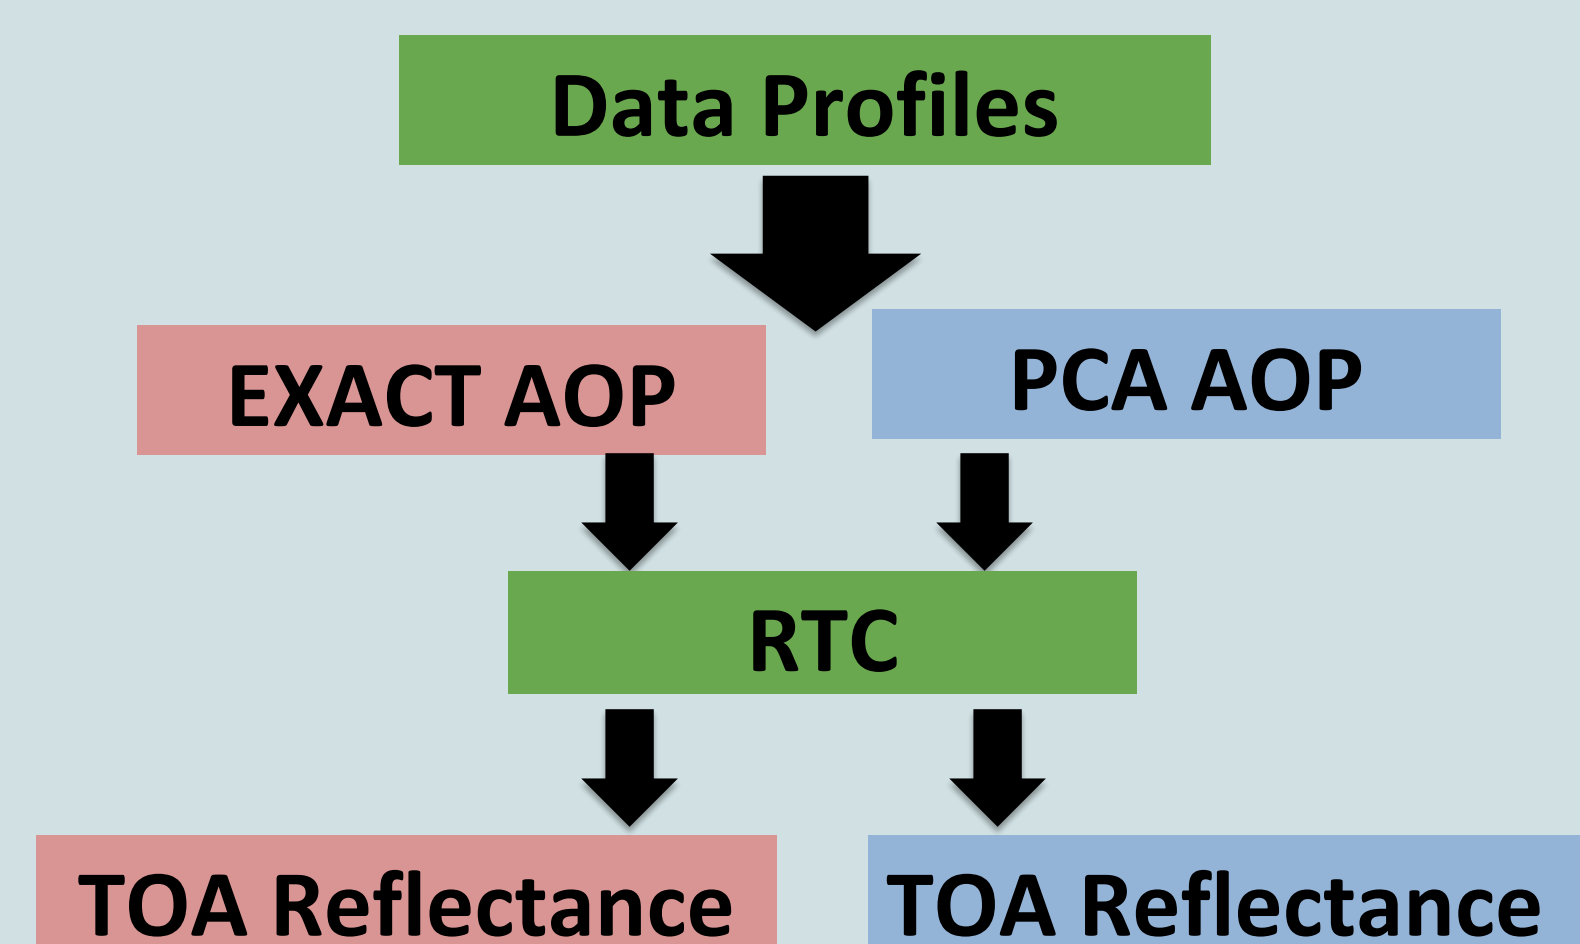 Data Profiles
EXACT AOP
PCA AOP
RTC
TOA Reflectance
TOA Reflectance